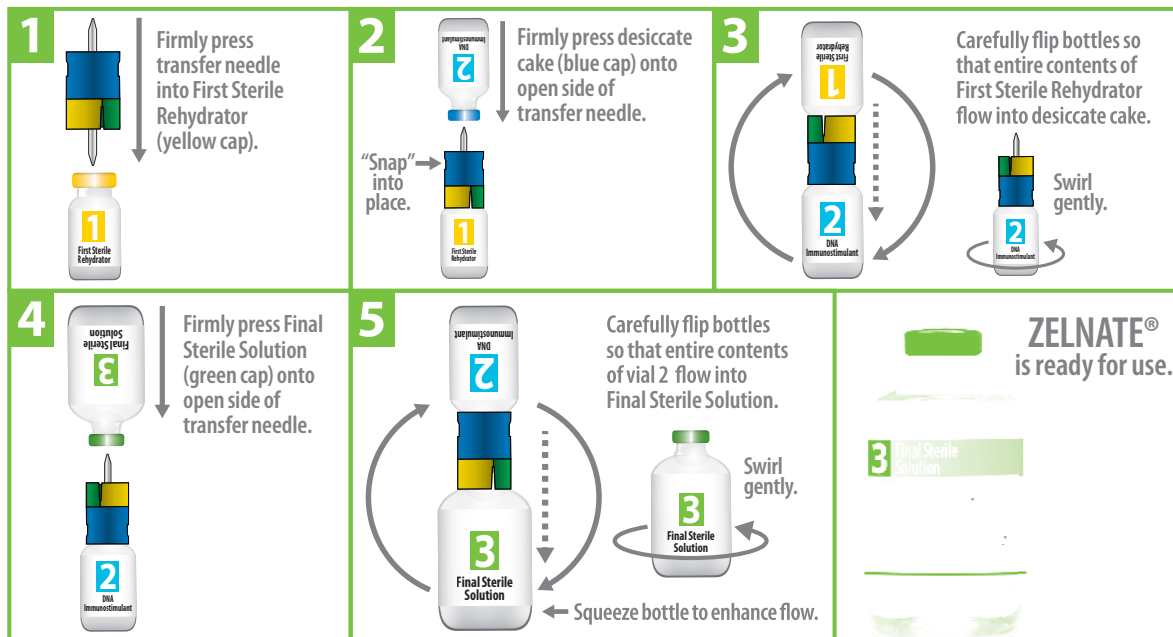 1
Firmly press
transfer needle
into First Sterile
Rehydrator
(yellow cap).
1
First Sterile
Rehydrator
2
DNA
Immunostimulant
2
Firmly press desiccate
cake (blue cap) onto
open side of
transfer needle.
“Snap”
into
place.
1
First Sterile
Rehydrator
3
First Sterile
Rehydrator
1
2
DNA
Immunostimulant
Carefully flip bottles so
that entire contents of
First Sterile Rehydrator
flow into desiccate cake.
Swirl
gently.
2
DNA
Immunostimulant
4
Final Sterile
Solution
3
Firmly press Final
Sterile Solution
(green cap) onto
open side of
transfer needle.
2
DNA
Immunostimulant
5
DNA
Immunostimulant
2
3
Final Sterile
Solution
Carefully flip bottles
so that entire contents
of vial 2 flow into
Final Sterile Solution.
Swirl
gently.
3
Final Sterile
Solution
Squeeze bottle to enhance flow.
ZELNATE®
is ready for use.
3 Final Sterile
Solution